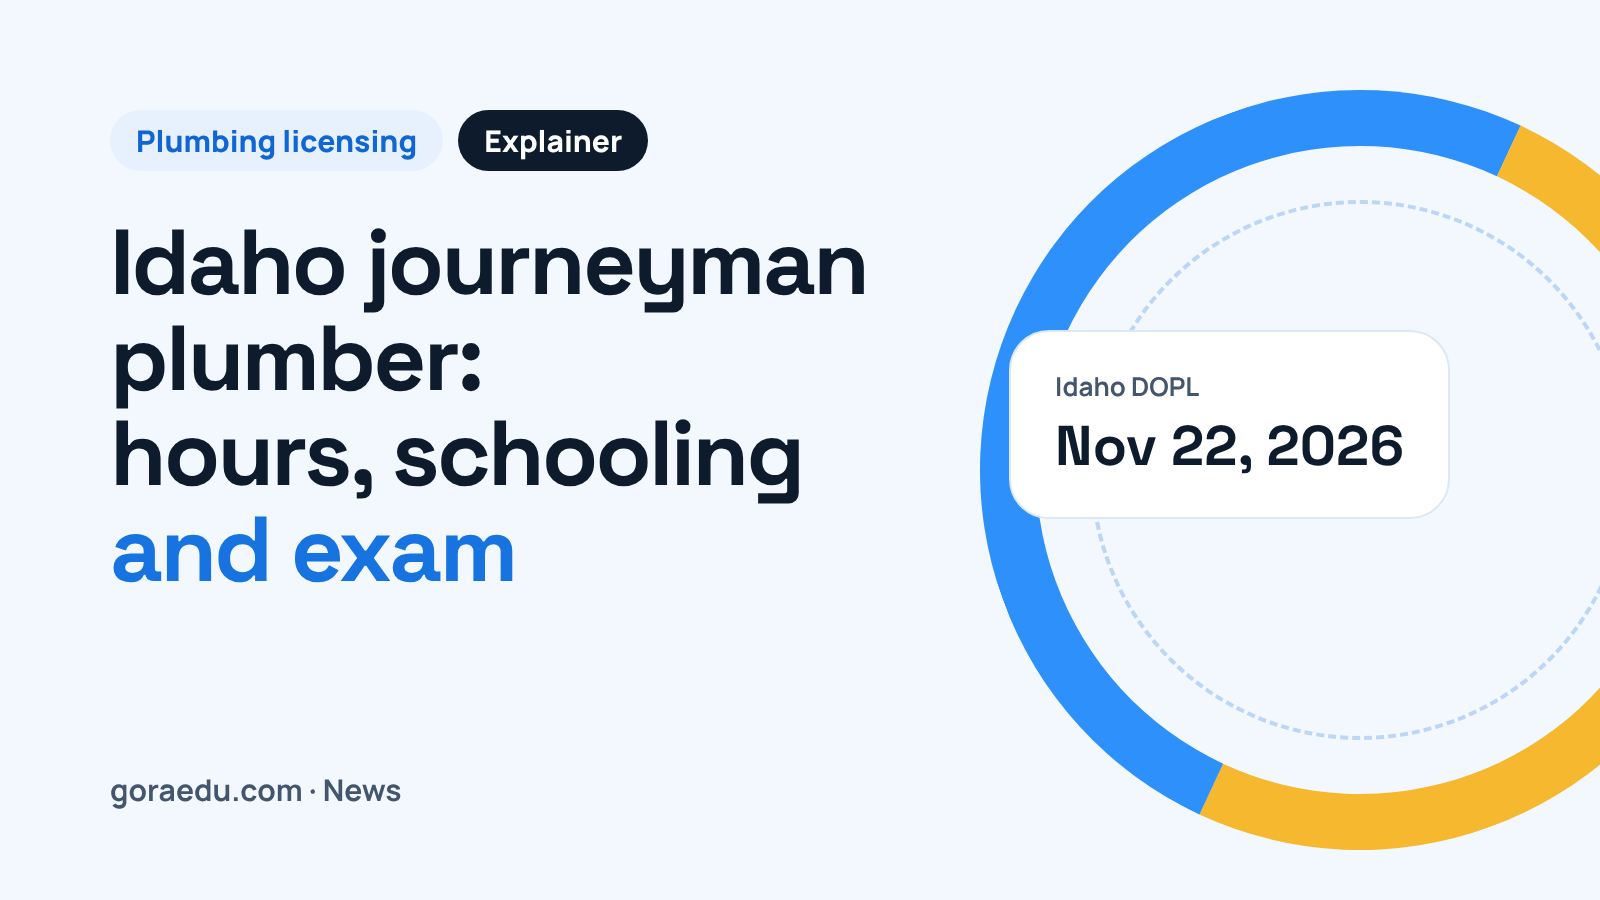 Plumbing licensing
Explainer
Idaho journeyman
plumber:
hours, schooling
and exam
Idaho DOPL
Nov 22, 2026
goraedu.com · News